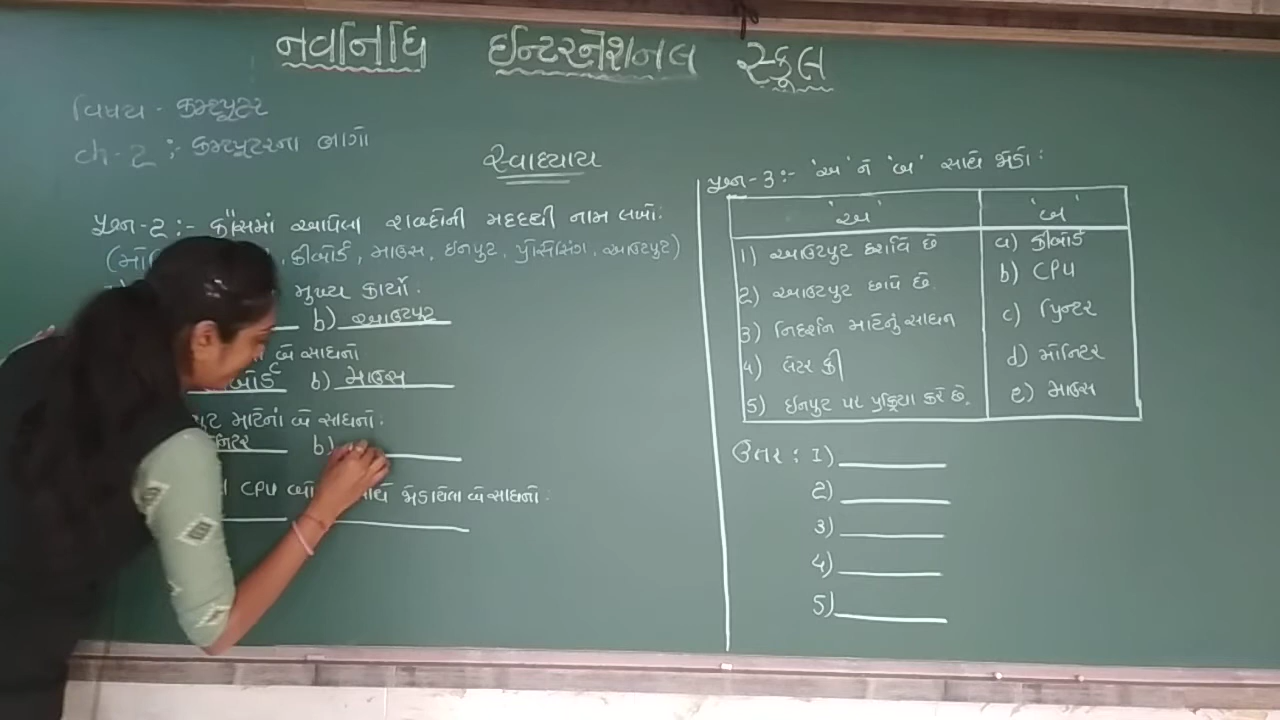 નવનિધિ ઈન્ટરનેશનલ સ્કૂલ
વિષય - કમ્પ્યૂટર
ch-2 :- કમ્પ્યૂટરના ભાગો
સ્વાધ્યાય
પ્રશ્ન-2 :- કૌંસમાં આપેલા શબ્દોની મદદથી નામ લખો:
કીબોર્ડ, માઉસ, ઈનપુટ, પ્રોસેસિંગ, આઉટપુટ)
મુખ્ય કાર્યો.
b) આઉટપુટ
બે સાધનો
b) માઉસ
માટેનાં બે સાધનો:
b)
CPU સાથે જોડાયેલા બે સાધનો:
પ્રશ્ન-3 :- 'અ' ને 'બ' સાથે જોડો:
'અ' 'બ'
1) આઉટપુટ દર્શાવે છે a) કીબોર્ડ
2) આઉટપુટ છાપે છે. b) CPU
3) નિદર્શન માટેનું સાધન c) પ્રિન્ટર
4) લેટર કી d) મોનિટર
5) ઈનપુટ પર પ્રક્રિયા કરે છે. e) માઉસ
ઉત્તર : 1)
2)
3)
4)
5)